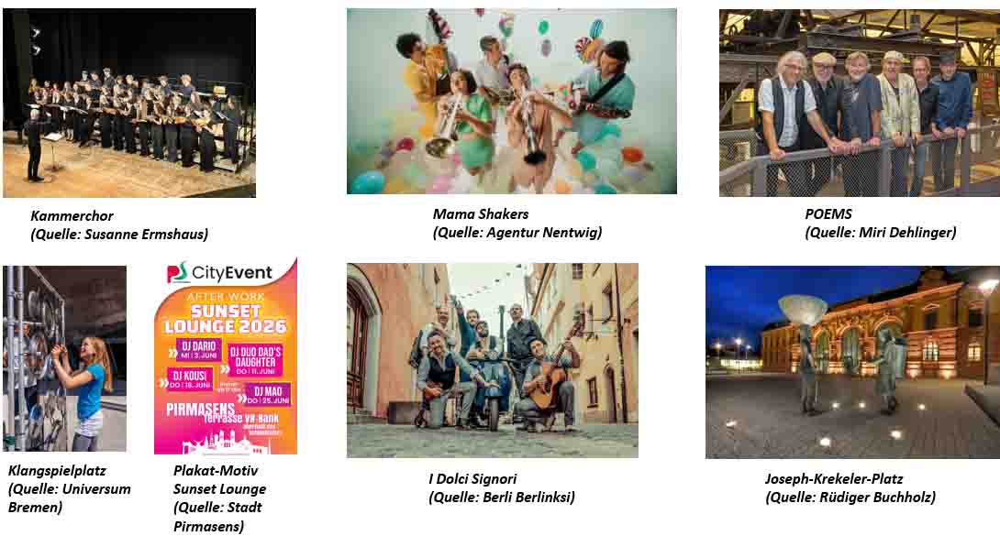 Kammerchor
(Quelle: Susanne Ermshaus)
Mama Shakers
(Quelle: Agentur Nentwig)
POEMS
(Quelle: Miri Dehlinger)
PS CityEvent
AFTER WORK
SUNSET
LOUNGE 2026
DJ DARIO
MI | 3. JUNI
DJ DUO DAD'S
DAUGHTER
DO | 11. JUNI
DJ KOUSI
DO | 18. JUNI
DJ MAO
DO | 25. JUNI
PIRMASENS
Terrasse VR-Bank
Klangspielplatz
(Quelle: Universum
Bremen)
Plakat-Motiv
Sunset Lounge
(Quelle: Stadt
Pirmasens)
I Dolci Signori
(Quelle: Berli Berlinksi)
Joseph-Krekeler-Platz
(Quelle: Rüdiger Buchholz)